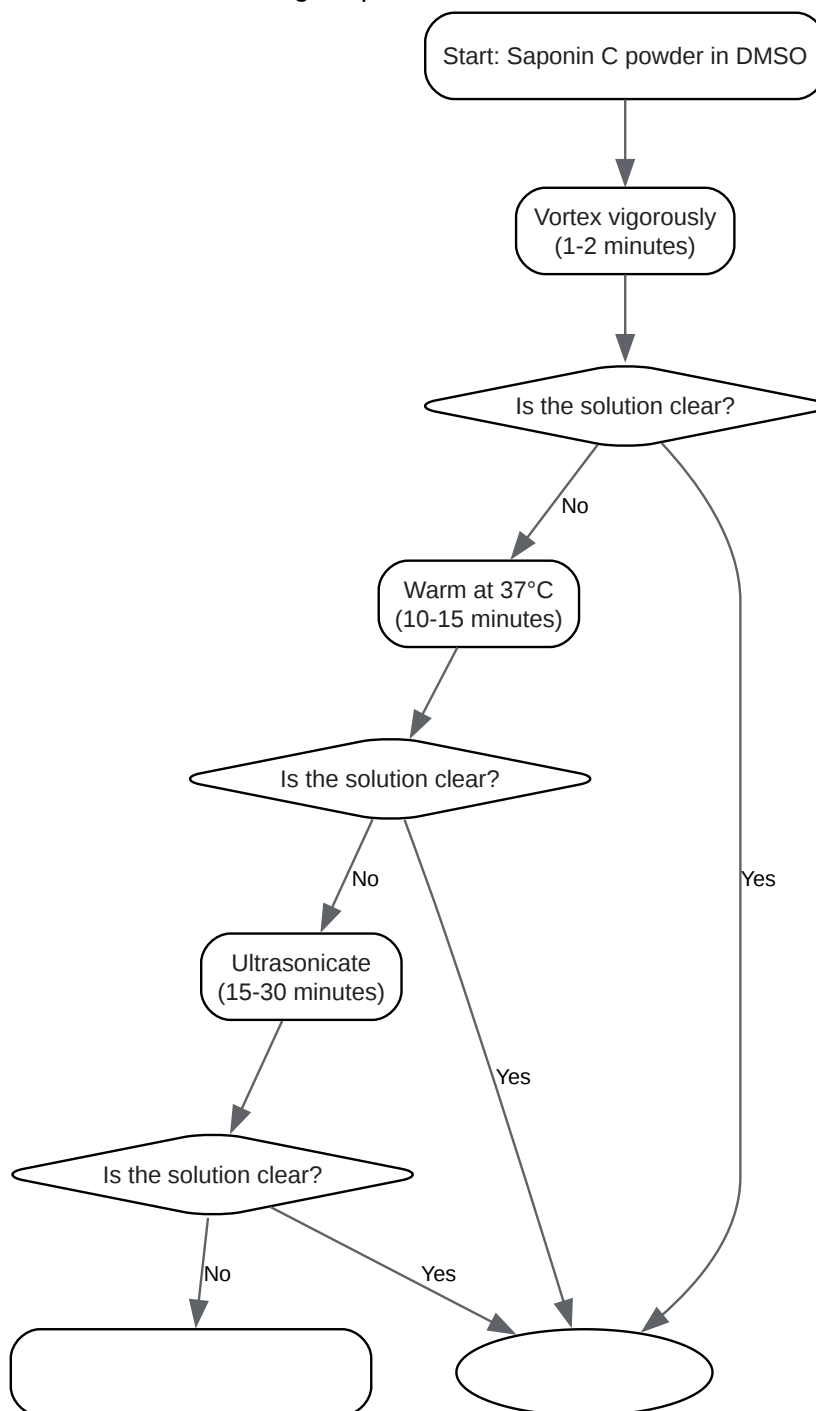 Start: Saponin C powder in DMSO
Vortex vigorously
(1-2 minutes)
Is the solution clear?
No
Warm at 37°C
(10-15 minutes)
Is the solution clear?
Yes
No
Ultrasonicate
(15-30 minutes)
Yes
Is the solution clear?
No
Yes